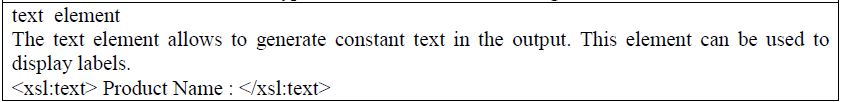 text element
The text element allows to generate constant text in the output. This element can be used to
display labels.
<xsl:text> Product Name : </xsl:text>